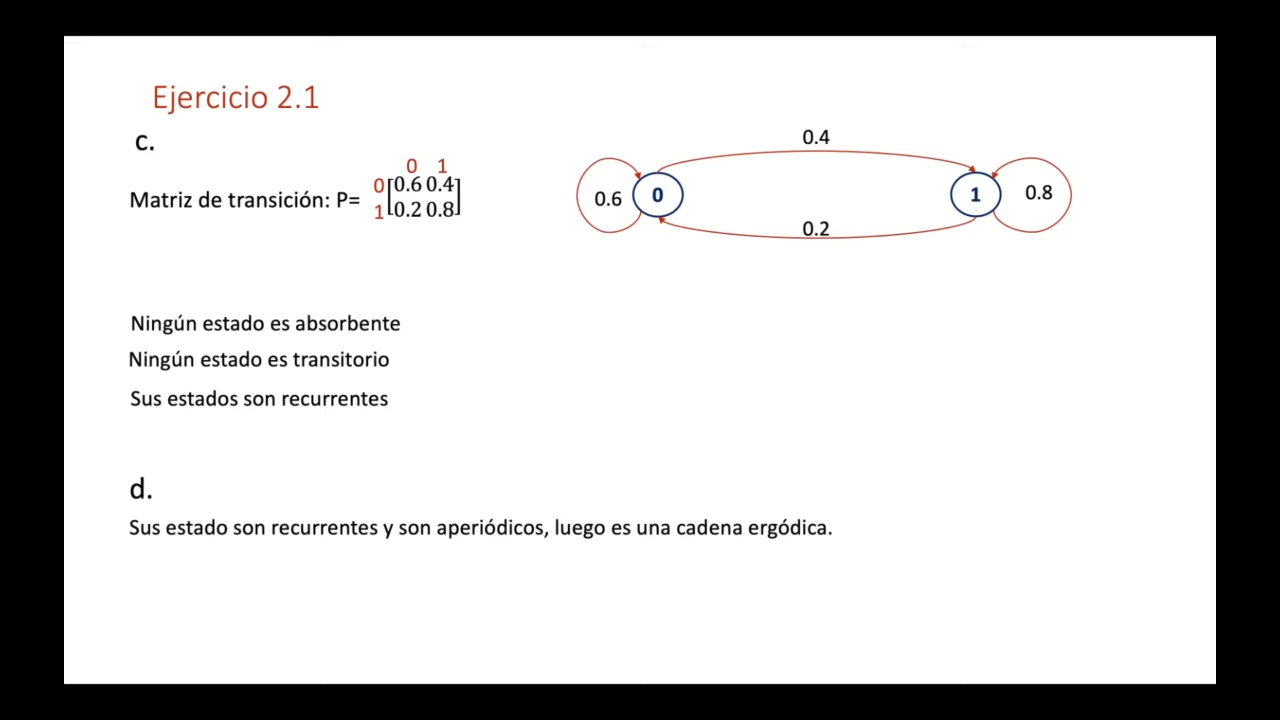 Ejercicio 2.1
c.
0 1
Matriz de transición: P= 0 [0.6 0.4]
1 [0.2 0.8]
0.4
0.6 0 1 0.8
0.2
Ningún estado es absorbente
Ningún estado es transitorio
Sus estados son recurrentes
d.
Sus estado son recurrentes y son aperiódicos, luego es una cadena ergódica.